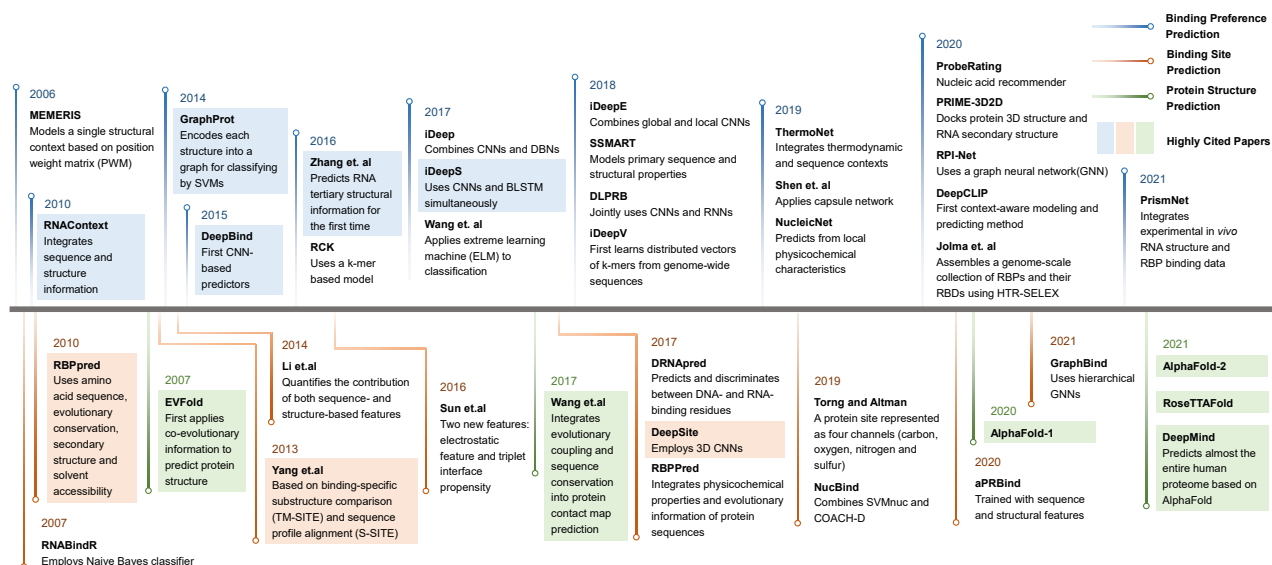 Binding Preference
Prediction
Binding Site
Prediction
Protein Structure
Prediction
Highly Cited Papers
2006
MEMERIS
Models a single structural
context based on position
weight matrix (PWM)
2010
RNAContext
Integrates
sequence and
structure
information
2014
GraphProt
Encodes each
structure into a
graph for classifying
by SVMs
2015
DeepBind
First CNN-
based
predictors
2016
Zhang et. al
Predicts RNA
tertiary structural
information for
the first time
RCK
Uses a k-mer
based model
2017
iDeep
Combines CNNs and DBNs
iDeepS
Uses CNNs and BLSTM
simultaneously
Wang et. al
Applies extreme learning
machine (ELM) to
classification
2018
iDeepE
Combines global and local CNNs
SSMART
Models primary sequence and
structural properties
DLPRB
Jointly uses CNNs and RNNs
iDeepV
First learns distributed vectors
of k-mers from genome-wide
sequences
2019
ThermoNet
Integrates thermodynamic
and sequence contexts
Shen et. al
Applies capsule network
NucleicNet
Predicts from local
physicochemical
characteristics
2020
ProbeRating
Nucleic acid recommender
PRIME-3D2D
Docks protein 3D structure and
RNA secondary structure
RPI-Net
Uses a graph neural network(GNN)
DeepCLIP
First context-aware modeling and
predicting method
Jolma et. al
Assembles a genome-scale
collection of RBPs and their
RBDs using HTR-SELEX
2021
PrismNet
Integrates
experimental in vivo
RNA structure and
RBP binding data
2010
RBPpred
Uses amino
acid sequence,
evolutionary
conservation,
secondary
structure and
solvent
accessibility
2007
RNABindR
Employs Naive Bayes classifier
2007
EVFold
First applies
co-evolutionary
information to
predict protein
structure
2014
Li et.al
Quantifies the contribution
of both sequence- and
structure-based features
2013
Yang et.al
Based on binding-specific
substructure comparison
(TM-SITE) and sequence
profile alignment (S-SITE)
2016
Sun et.al
Two new features:
electrostatic
feature and triplet
interface
propensity
2017
Wang et.al
Integrates
evolutionary
coupling and
sequence
conservation
into protein
contact map
prediction
2017
DRNApred
Predicts and discriminates
between DNA- and RNA-
binding residues
DeepSite
Employs 3D CNNs
RBPPred
Integrates physicochemical
properties and evolutionary
information of protein
sequences
2019
Torng and Altman
A protein site represented
as four channels (carbon,
oxygen, nitrogen and
sulfur)
NucBind
Combines SVMnuc and
COACH-D
2020
AlphaFold-1
2020
aPRBind
Trained with sequence
and structural features
2021
GraphBind
Uses hierarchical
GNNs
2021
AlphaFold-2
RoseTTAFold
DeepMind
Predicts almost the
entire human
proteome based on
AlphaFold